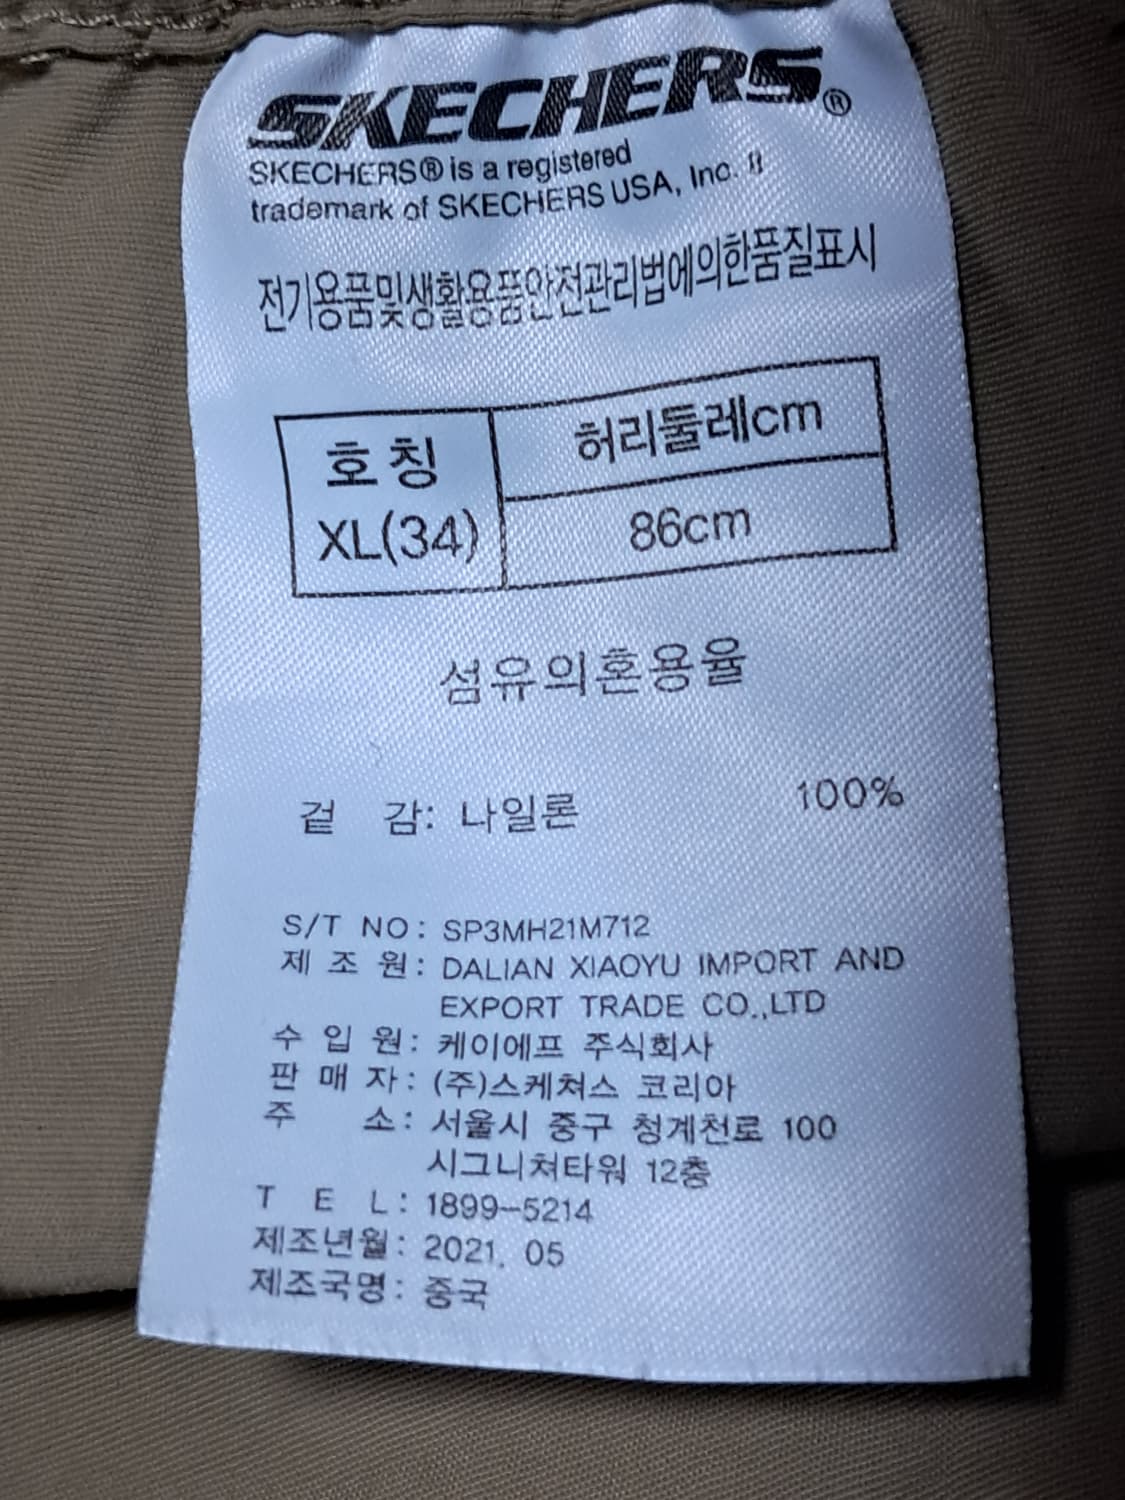 SKECHERS®
SKECHERS® is a registered
trademark of SKECHERS USA, Inc. II
전기용품및생활용품안전관리법에의한품질표시
호칭 허리둘레cm
XL(34) 86cm
섬유의혼용율
겉 감: 나일론 100%
S/T NO: SP3MH21M712
제 조 원: DALIAN XIAOYU IMPORT AND
EXPORT TRADE CO.,LTD
수 입 원: 케이에프 주식회사
판 매 자: (주)스케쳐스 코리아
주 소: 서울시 중구 청계천로 100
시그니쳐타워 12층
T E L: 1899-5214
제조년월: 2021. 05
제조국명: 중국